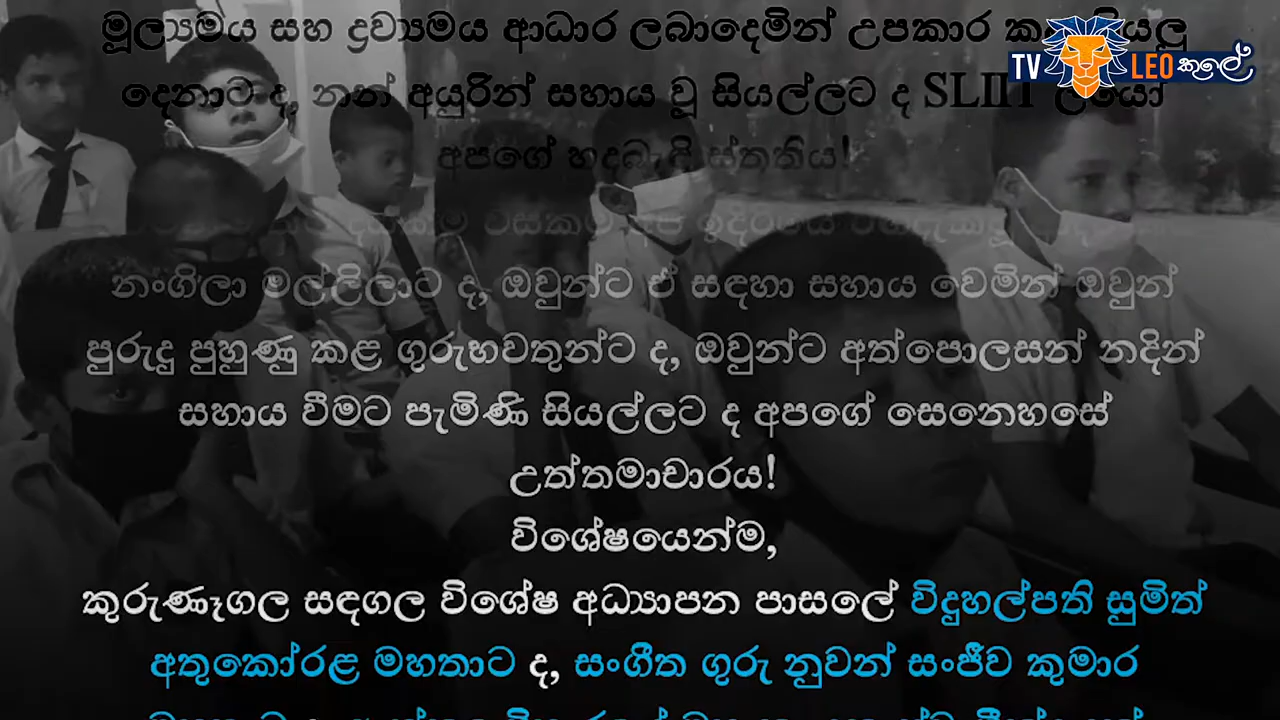 මූල්‍යමය සහ ද්‍රව්‍යමය ආධාර ලබාදෙමින් උපකාර කළ සියලු
TV LEO කුලේ
දෙනාට ද, නන් අයුරින් සහාය වූ සියල්ලට ද SLIIT ලියෝ
අපගේ හදබැඳි ස්තූතිය!
නංගිලා මල්ලිලාට ද, ඔවුන්ට ඒ සඳහා සහාය වෙමින් ඔවුන්
පුරුදු පුහුණු කළ ගුරුභවතුන්ට ද, ඔවුන්ට අත්පොලසන් නදින්
සහාය වීමට පැමිණි සියල්ලට ද අපගේ සෙනෙහසේ
උත්තමාචාරය!
විශේෂයෙන්ම,
කුරුණෑගල සඳගල විශේෂ අධ්‍යාපන පාසලේ විදුහල්පති සුමිත්
අතුකෝරළ මහතාට ද, සංගීත ගුරු නුවන් සංජීව කුමාර